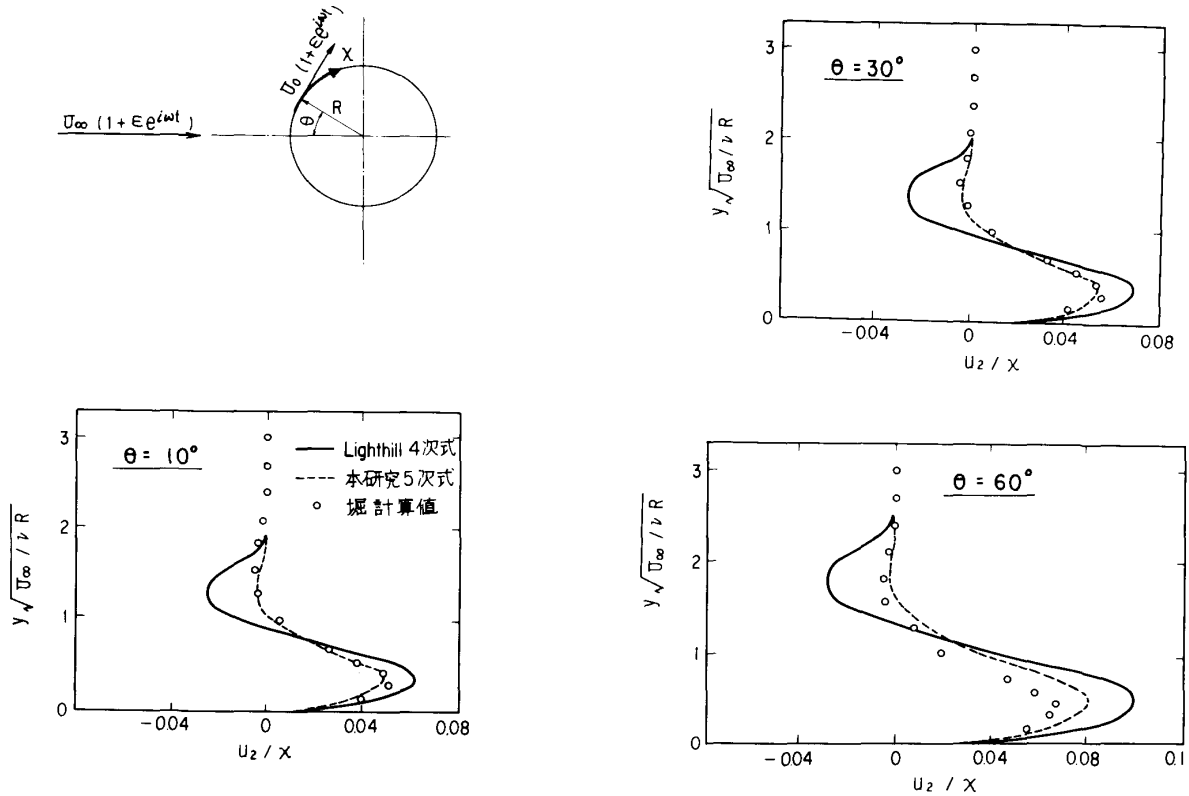 U∞ (1+εe^{iωt})
U0 (1+εe^{iωt})
χ
R
θ
θ = 30°
y√U∞/νR
3
2
1
0
-0.04
0
0.04
0.08
u2/χ
θ = 10°
Lighthill 4次式
本研究5次式
堀計算値
y√U∞/νR
3
2
1
0
-0.04
0
0.04
0.08
u2/χ
θ = 60°
y√U∞/νR
3
2
1
0
-0.04
0
0.04
0.08
0.1
u2/χ